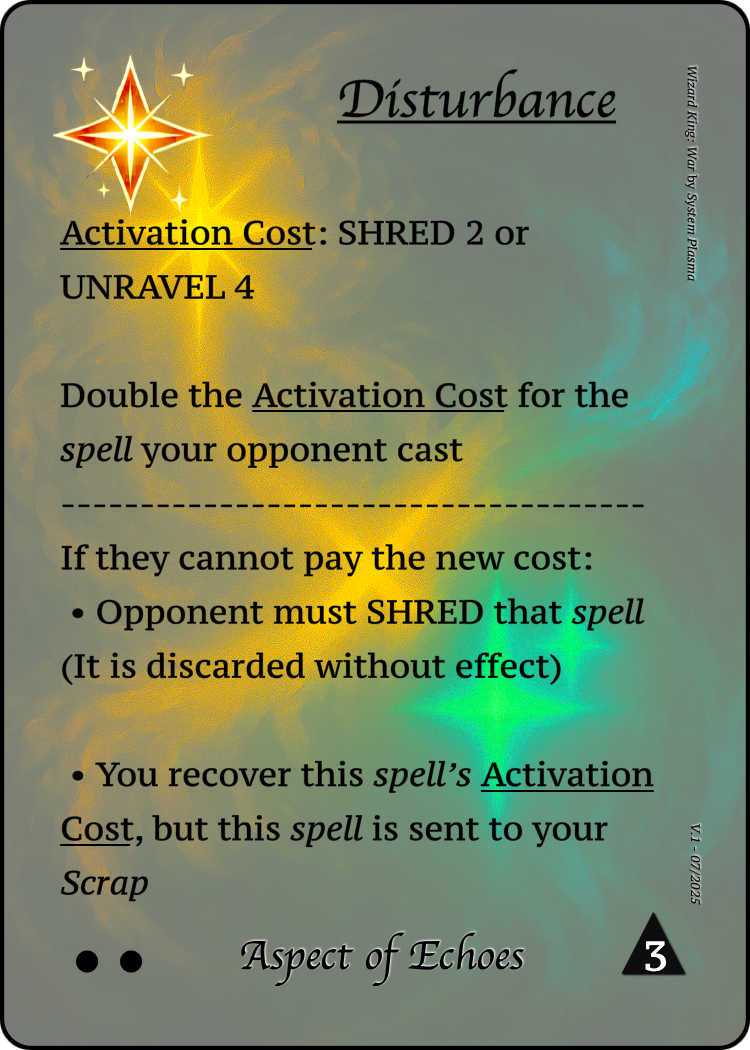 Disturbance
Wizard King: War by System Plasma
Activation Cost: SHRED 2 or
UNRAVEL 4
Double the Activation Cost for the
spell your opponent cast
-------------------------------------
If they cannot pay the new cost:
• Opponent must SHRED that spell
(It is discarded without effect)
• You recover this spell’s Activation
Cost, but this spell is sent to your
Scrap
V.1 - 07/2025
Aspect of Echoes
3